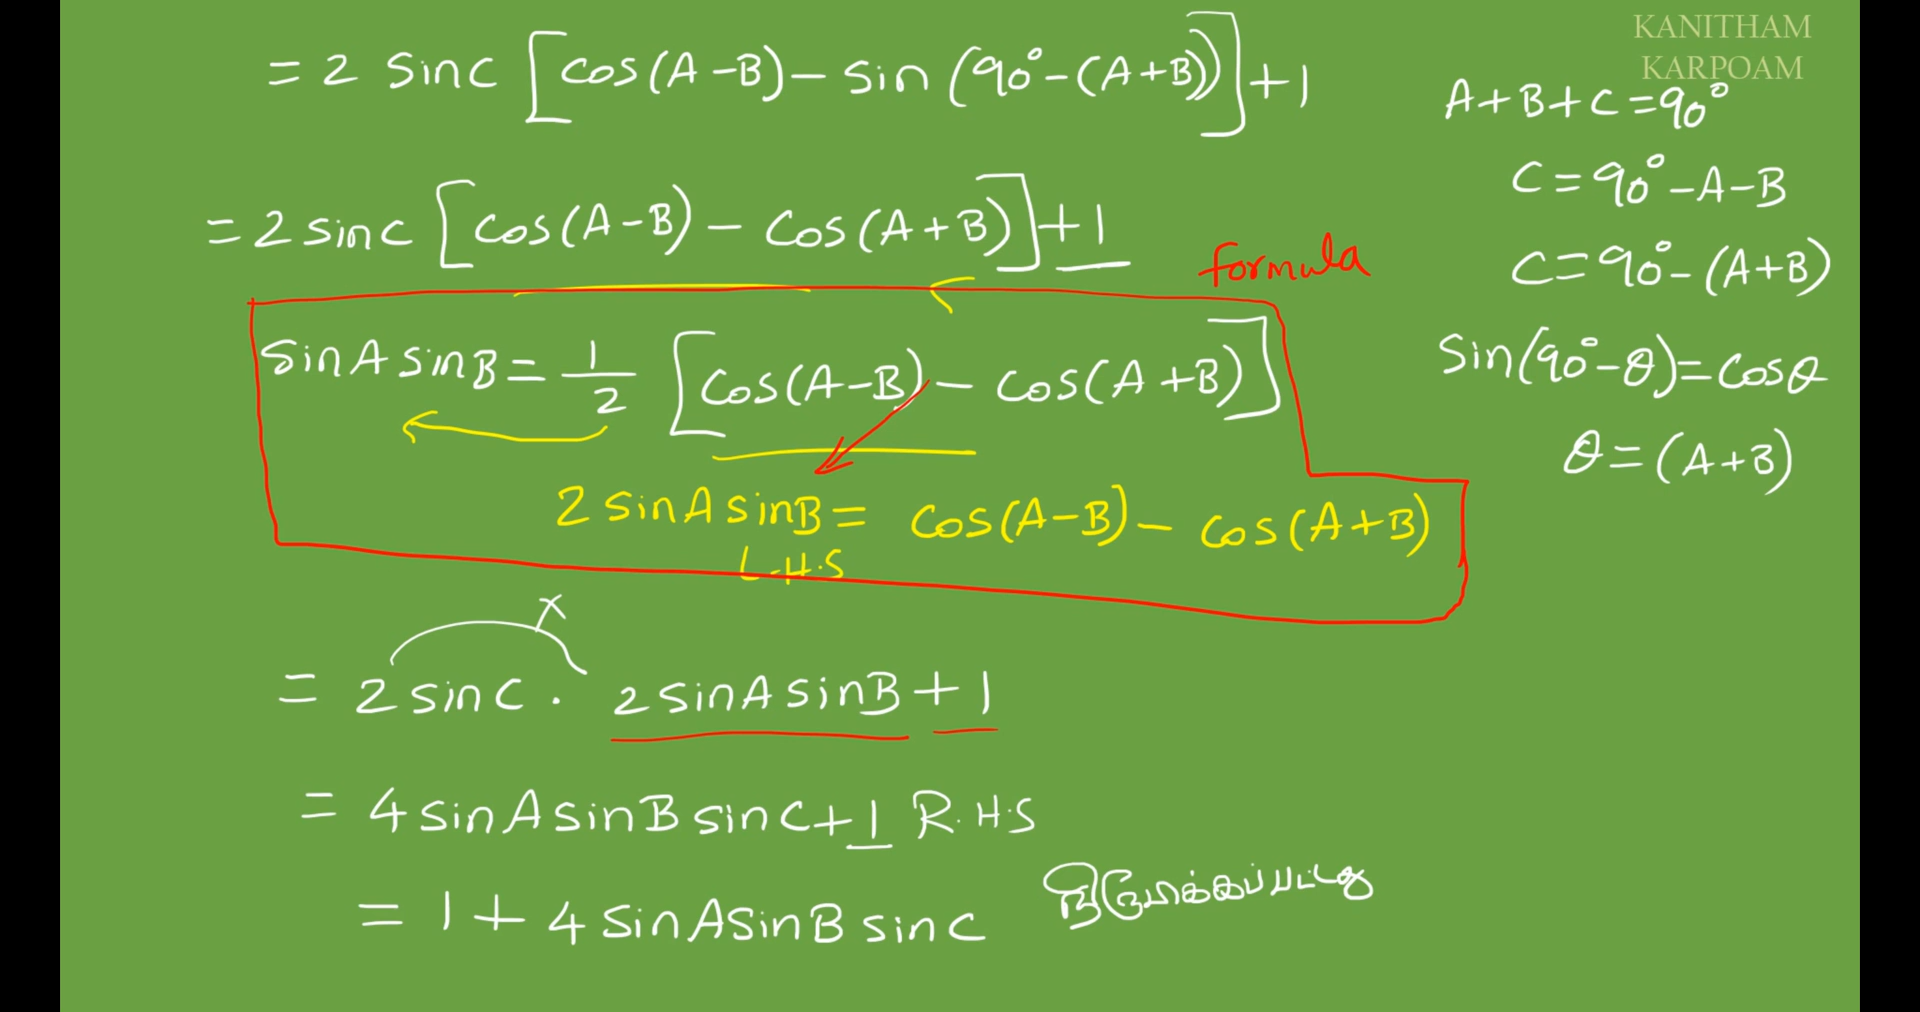 KANITHAM
KARPOAM
= 2 sinC [cos(A-B) - sin(90°-(A+B))] + 1
A+B+C=90°
C=90°-A-B
= 2 sinC [cos(A-B) - cos(A+B)] + 1
formula
C=90°-(A+B)
sinA sinB = 1/2 [cos(A-B) - cos(A+B)]
sin(90°-θ)=cosθ
θ=(A+B)
2 sinA sinB = cos(A-B) - cos(A+B)
L.H.S
x
= 2 sinC . 2 sinA sinB + 1
= 4 sinA sinB sinC + 1 R.H.S
நிரூபிக்கப்பட்டது
= 1 + 4 sinA sinB sinC